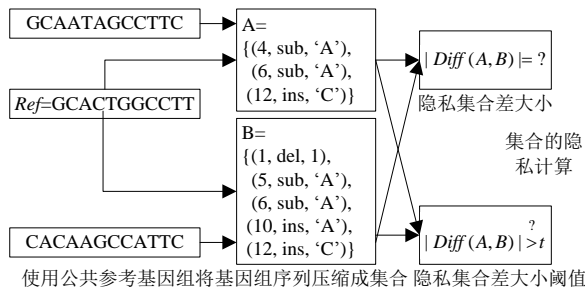 GCAATAGCCTTC
Ref=GCACTGGCCTT
CACAAGCCATTC
A=
{(4, sub, ‘A’),
(6, sub, ‘A’),
(12, ins, ‘C’)}
B=
{(1, del, 1),
(5, sub, ‘A’),
(6, sub, ‘A’),
(10, ins, ‘A’),
(12, ins, ‘C’)}
| Diff (A, B) |= ?
隐私集合差大小
集合的隐
私计算
?
| Diff (A, B) | > t
使用公共参考基因组将基因组序列压缩成集合 隐私集合差大小阈值